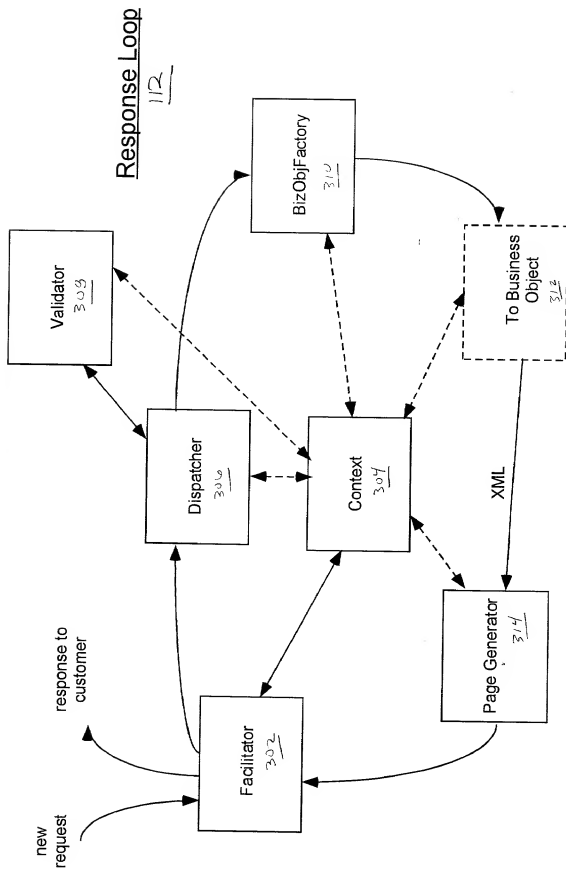 Response Loop
112
new
request
response to
customer
Validator
308
Dispatcher
306
Facilitator
302
BizObjFactory
310
Context
304
XML
Page Generator
314
To Business
Object
312